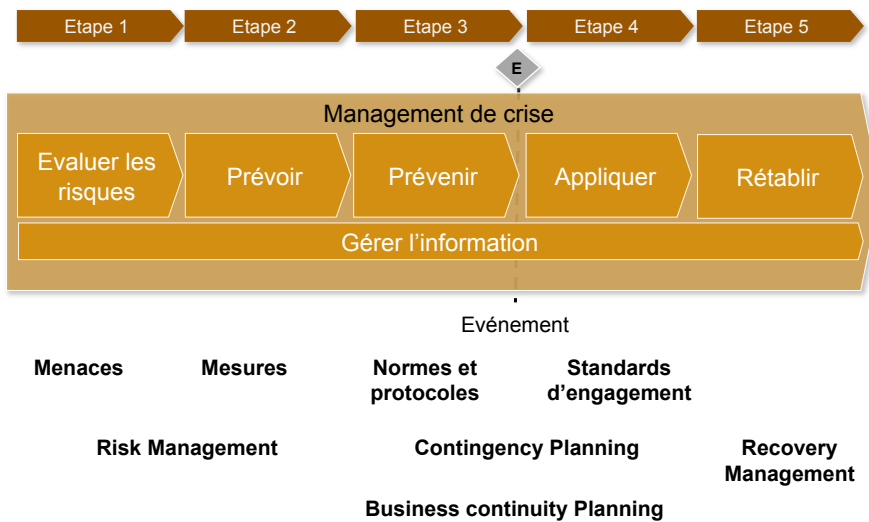 Etape 1 Etape 2 Etape 3 Etape 4 Etape 5
E
Management de crise
Evaluer les
risques
Prévoir
Prévenir
Appliquer
Rétablir
Gérer l'information
Evénement
Menaces
Mesures
Normes et
protocoles
Standards
d'engagement
Risk Management
Contingency Planning
Recovery
Management
Business continuity Planning